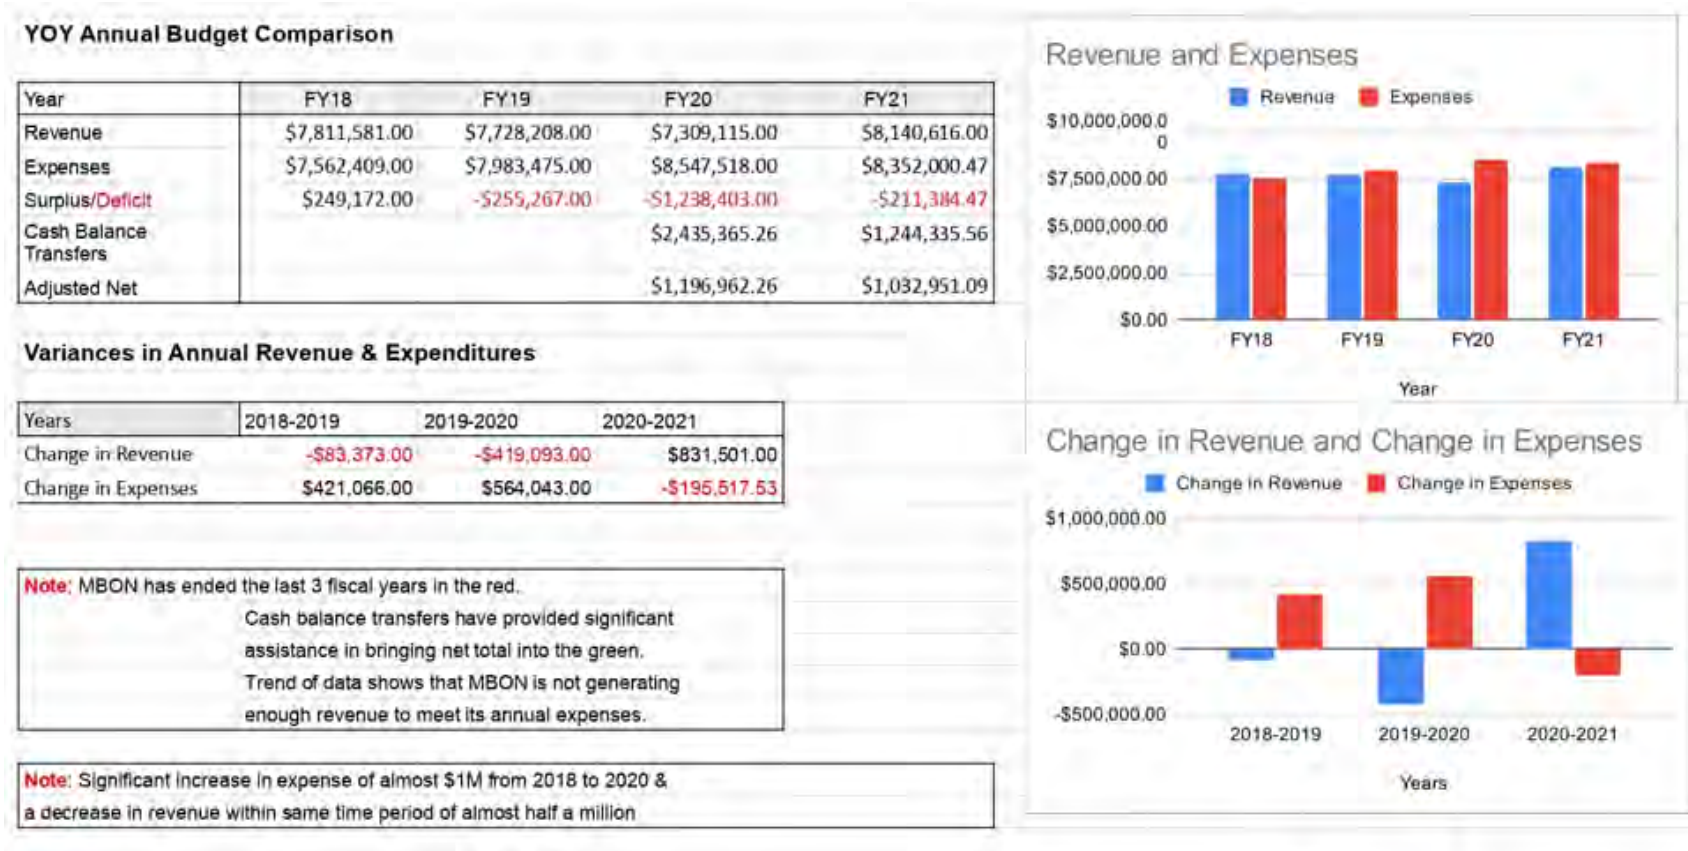 YOY Annual Budget Comparison
Year FY18 FY19 FY20 FY21
Revenue $7,811,581.00 $7,728,208.00 $7,309,115.00 $8,140,616.00
Expenses $7,562,409.00 $7,983,475.00 $8,547,518.00 $8,352,000.47
Surplus/Deficit $249,172.00 -$255,267.00 -$1,238,403.00 -$211,384.47
Cash Balance
Transfers $2,435,365.26 $1,244,335.56
Adjusted Net $1,196,962.26 $1,032,951.09
Variances in Annual Revenue & Expenditures
Years 2018-2019 2019-2020 2020-2021
Change in Revenue -$83,373.00 -$419,093.00 $831,501.00
Change in Expenses $421,066.00 $564,043.00 -$195,517.53
Note: MBON has ended the last 3 fiscal years in the red.
Cash balance transfers have provided significant
assistance in bringing net total into the green.
Trend of data shows that MBON is not generating
enough revenue to meet its annual expenses.
Note: Significant increase in expense of almost $1M from 2018 to 2020 &
a decrease in revenue within same time period of almost half a million
Revenue and Expenses
Revenue Expenses
$10,000,000.0
0
$7,500,000.00
$5,000,000.00
$2,500,000.00
$0.00
FY18 FY19 FY20 FY21
Year
Change in Revenue and Change in Expenses
Change in Revenue Change in Expenses
$1,000,000.00
$500,000.00
$0.00
-$500,000.00
2018-2019 2019-2020 2020-2021
Years